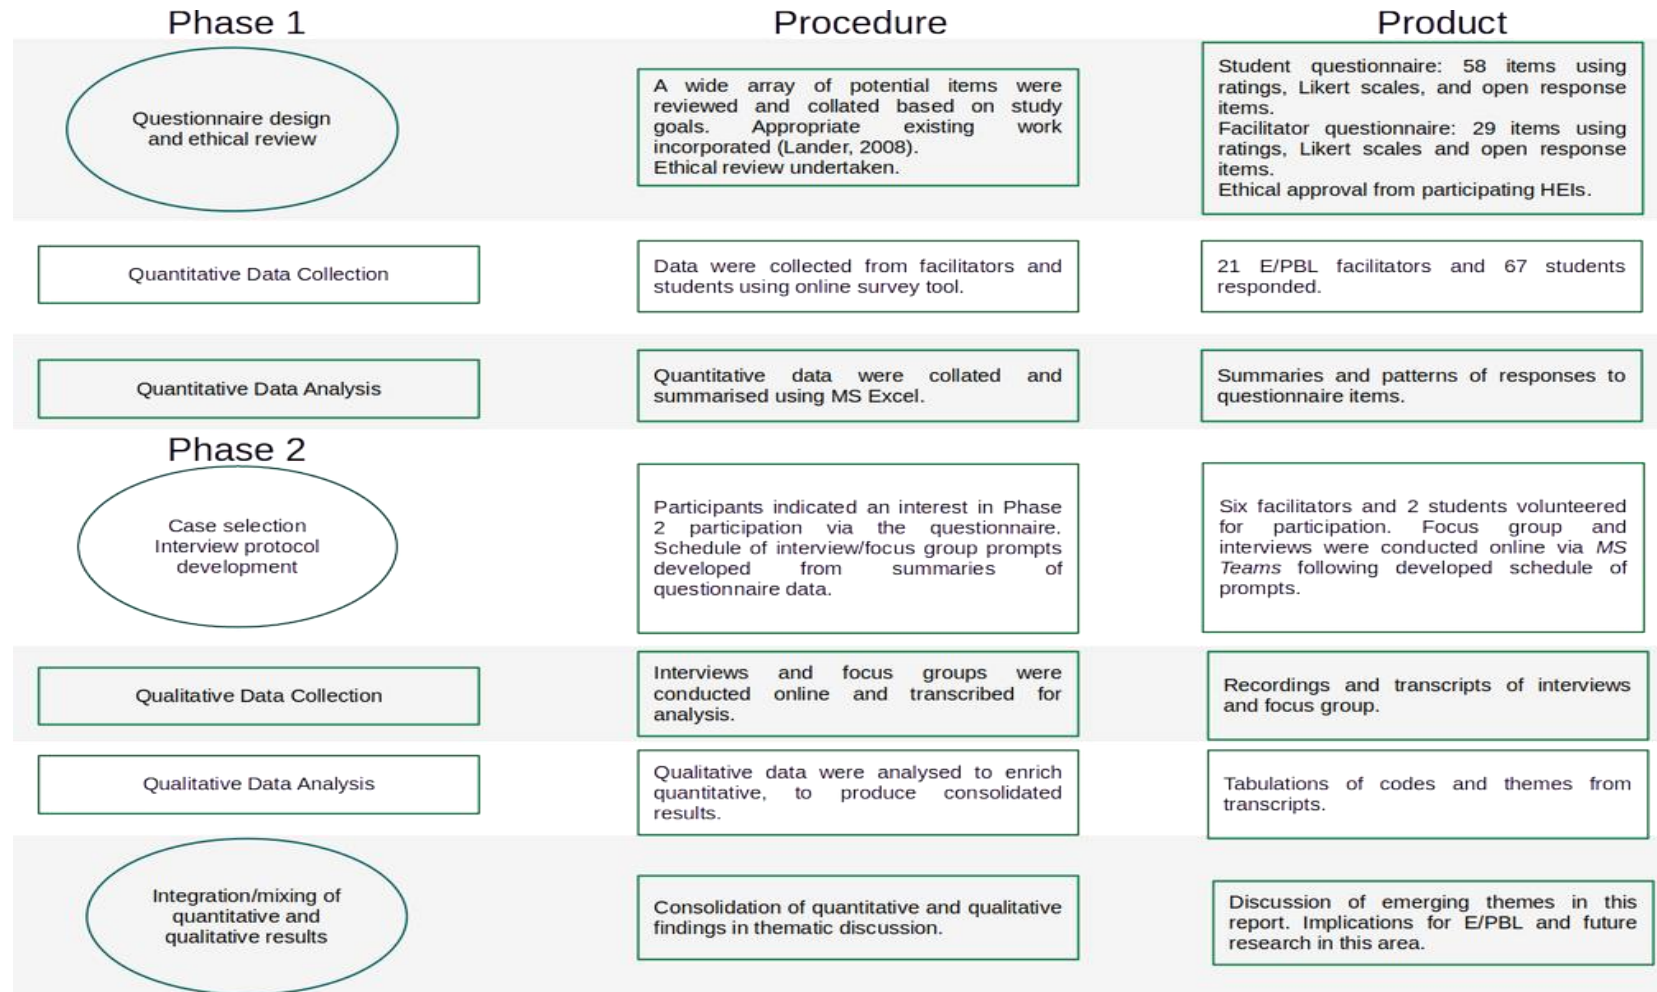 Phase 1
Procedure
Product
Questionnaire design
and ethical review
A wide array of potential items were
reviewed and collated based on study
goals. Appropriate existing work
incorporated (Lander, 2008).
Ethical review undertaken.
Student questionnaire: 58 items using
ratings, Likert scales, and open response
items.
Facilitator questionnaire: 29 items using
ratings, Likert scales and open response
items.
Ethical approval from participating HEIs.
Quantitative Data Collection
Data were collected from facilitators and
students using online survey tool.
21 E/PBL facilitators and 67 students
responded.
Quantitative Data Analysis
Quantitative data were collated and
summarised using MS Excel.
Summaries and patterns of responses to
questionnaire items.
Phase 2
Case selection
Interview protocol
development
Participants indicated an interest in Phase
2 participation via the questionnaire.
Schedule of interview/focus group prompts
developed from summaries of
questionnaire data.
Six facilitators and 2 students volunteered
for participation. Focus group and
interviews were conducted online via MS
Teams following developed schedule of
prompts.
Qualitative Data Collection
Interviews and focus groups were
conducted online and transcribed for
analysis.
Recordings and transcripts of interviews
and focus group.
Qualitative Data Analysis
Qualitative data were analysed to enrich
quantitative, to produce consolidated
results.
Tabulations of codes and themes from
transcripts.
Integration/mixing of
quantitative and
qualitative results
Consolidation of quantitative and qualitative
findings in thematic discussion.
Discussion of emerging themes in this
report. Implications for E/PBL and future
research in this area.